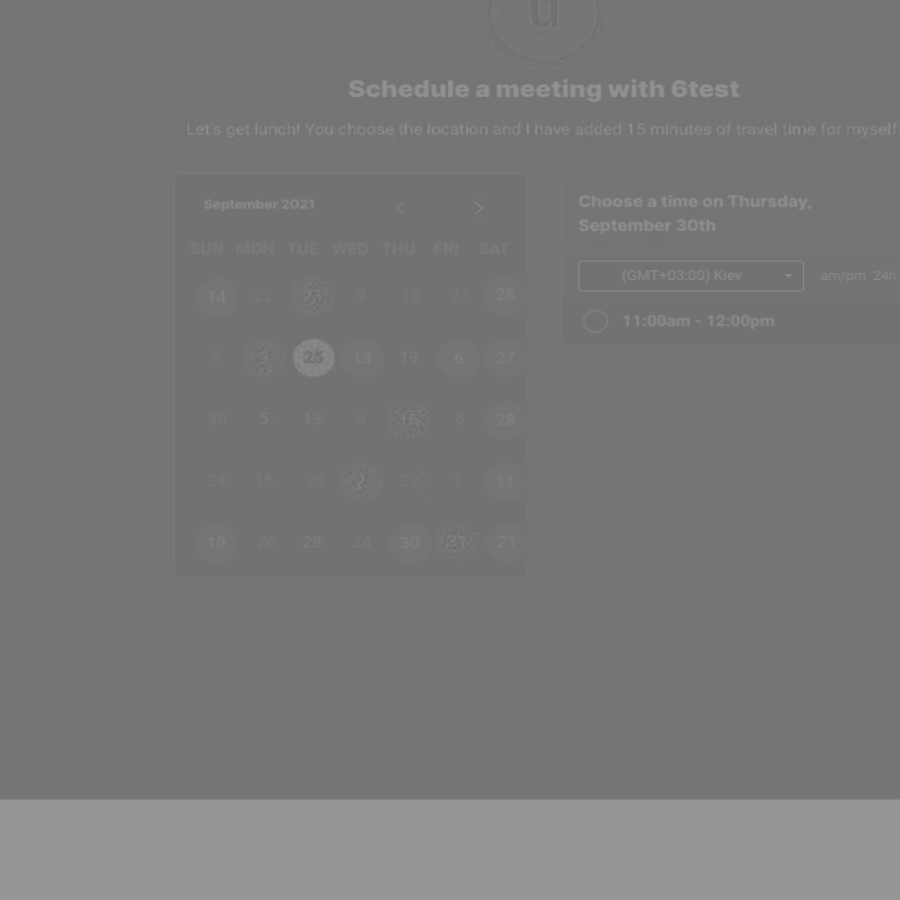 u
Schedule a meeting with 6test
Let's get lunch! You choose the location and I have added 15 minutes of travel time for myself.
September 2021 < >
SUN MON TUE WED THU FRI SAT
14 22 23 9 18 27 25
9 25 13 19 6 27
30 5 19 8 15 6 28
24 15 20 2 29 1 11
10 26 28 24 30 31 21
Choose a time on Thursday,
September 30th
(GMT+03:00) Kiev am/pm 24h
11:00am - 12:00pm